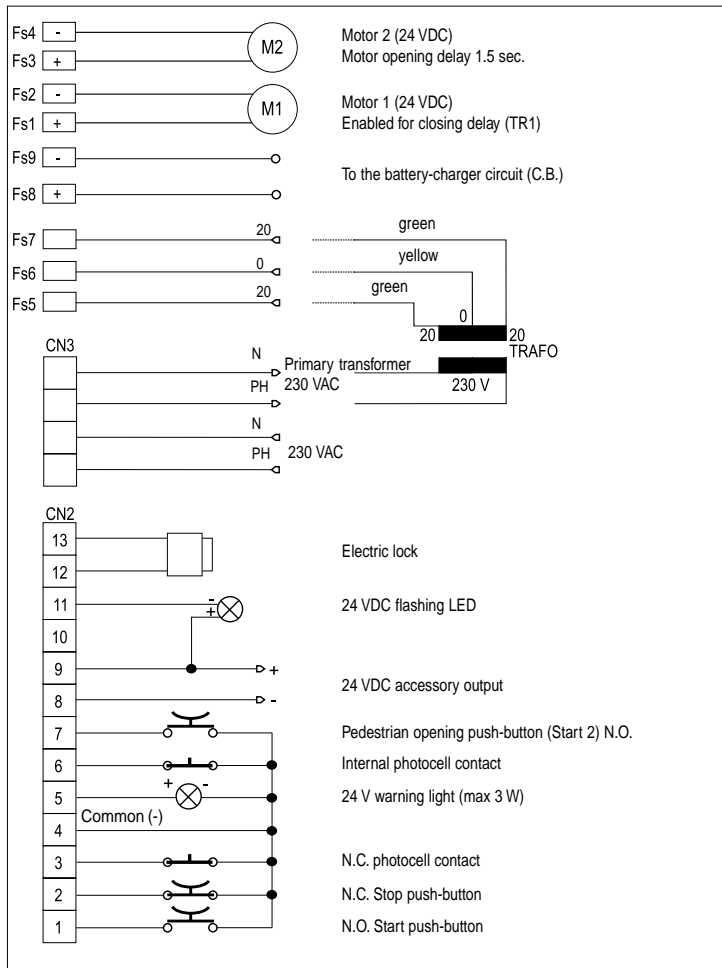 Fs4 - M2 Motor 2 (24 VDC)
Fs3 + Motor opening delay 1.5 sec.
Fs2 - M1 Motor 1 (24 VDC)
Fs1 + Enabled for closing delay (TR1)
Fs9 -
To the battery-charger circuit (C.B.)
Fs8 +
Fs7 20 green
Fs6 0 yellow
Fs5 20 green
0
20 20
TRAFO
CN3
N Primary transformer
PH 230 VAC 230 V
N
PH 230 VAC
CN2
13
Electric lock
12
11 - + 24 VDC flashing LED
10
9 +
24 VDC accessory output
8 -
7 Pedestrian opening push-button (Start 2) N.O.
6 Internal photocell contact
5 + - 24 V warning light (max 3 W)
Common (-)
4
3 N.C. photocell contact
2 N.C. Stop push-button
1 N.O. Start push-button